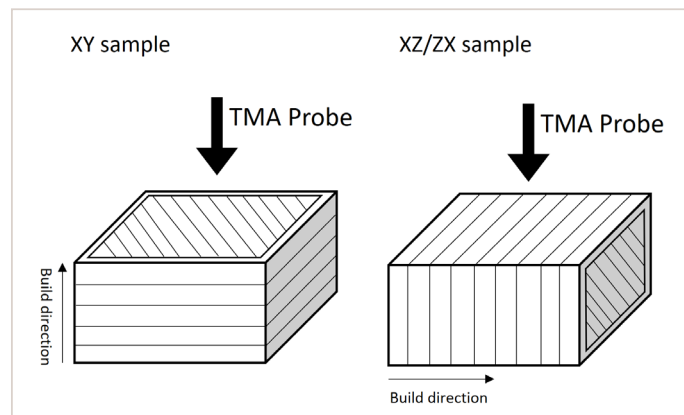 XY sample
XZ/ZX sample
TMA Probe
TMA Probe
Build direction
Build direction